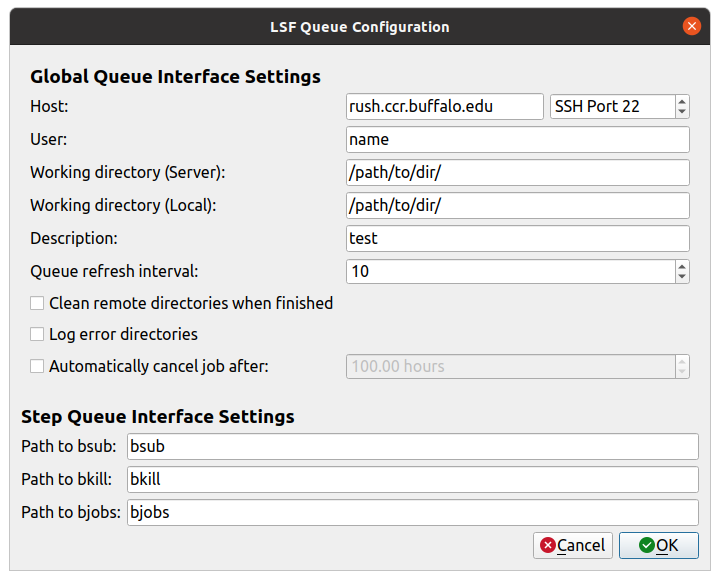 LSF Queue Configuration
Global Queue Interface Settings
Host: rush.ccr.buffalo.edu SSH Port 22
User: name
Working directory (Server): /path/to/dir/
Working directory (Local): /path/to/dir/
Description: test
Queue refresh interval: 10
Clean remote directories when finished
Log error directories
Automatically cancel job after: 100.00 hours
Step Queue Interface Settings
Path to bsub: bsub
Path to bkill: bkill
Path to bjobs: bjobs
Cancel OK